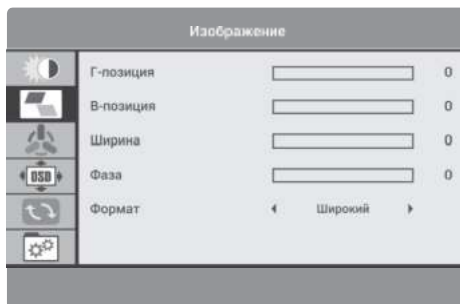 Изображение
Г-позиция 0
В-позиция 0
Ширина 0
Фаза 0
OSD
Формат Широкий